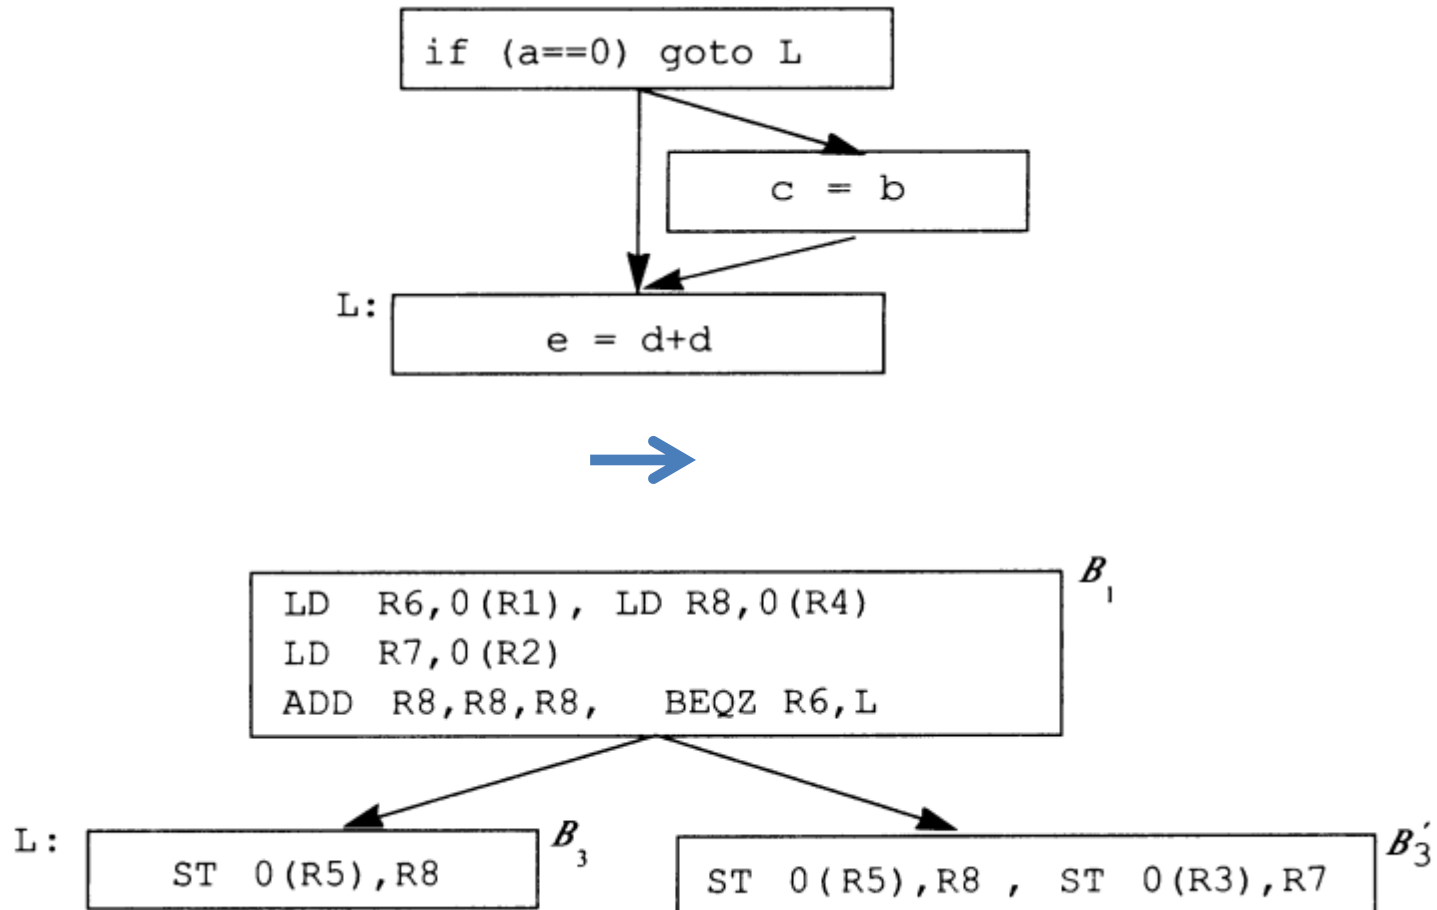 if (a==0) goto L
c = b
L:
e = d+d
B1
LD R6,0(R1), LD R8,0(R4)
LD R7,0(R2)
ADD R8,R8,R8, BEQZ R6,L
L:
B3
ST 0(R5),R8
B3′
ST 0(R5),R8 , ST 0(R3),R7